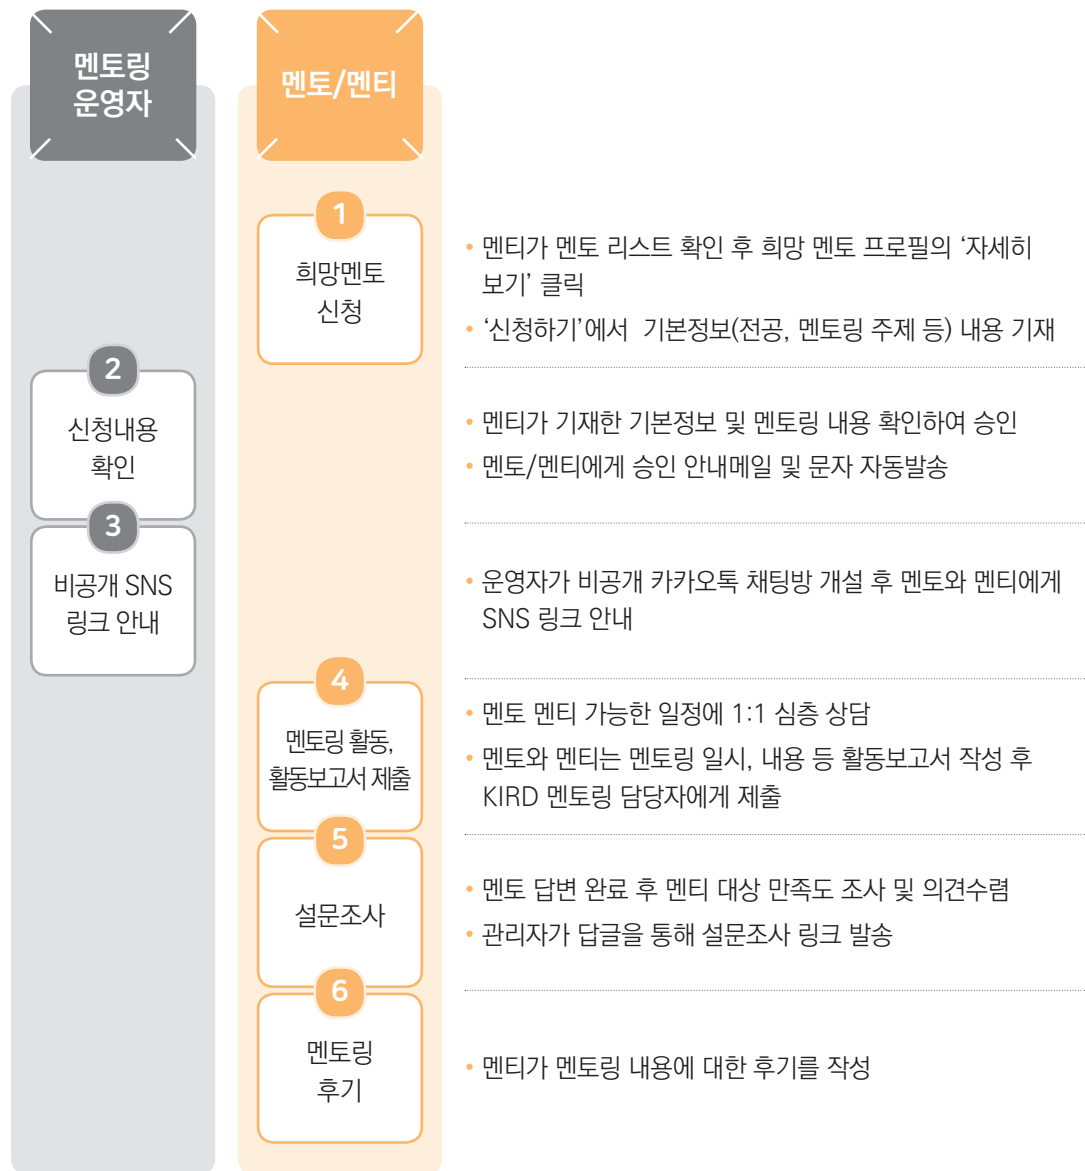 멘토링
운영자
멘토/멘티
1
희망멘토
신청
• 멘티가 멘토 리스트 확인 후 희망 멘토 프로필의 ‘자세히
보기’ 클릭
• ‘신청하기’에서 기본정보(전공, 멘토링 주제 등) 내용 기재
2
신청내용
확인
• 멘티가 기재한 기본정보 및 멘토링 내용 확인하여 승인
• 멘토/멘티에게 승인 안내메일 및 문자 자동발송
3
비공개 SNS
링크 안내
• 운영자가 비공개 카카오톡 채팅방 개설 후 멘토와 멘티에게
SNS 링크 안내
4
멘토링 활동,
활동보고서 제출
• 멘토 멘티 가능한 일정에 1:1 심층 상담
• 멘토와 멘티는 멘토링 일시, 내용 등 활동보고서 작성 후
KIRD 멘토링 담당자에게 제출
5
설문조사
• 멘토 답변 완료 후 멘티 대상 만족도 조사 및 의견수렴
• 관리자가 답글을 통해 설문조사 링크 발송
6
멘토링
후기
• 멘티가 멘토링 내용에 대한 후기를 작성